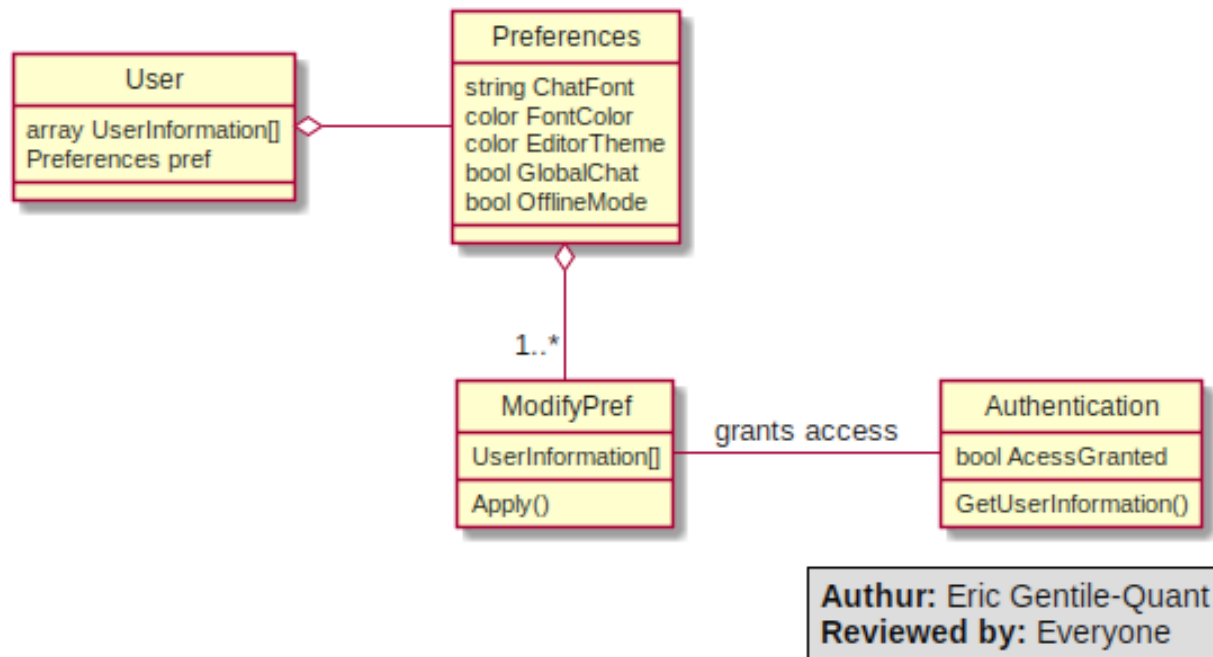 User
array UserInformation[]
Preferences pref
Preferences
string ChatFont
color FontColor
color EditorTheme
bool GlobalChat
bool OfflineMode
1..*
ModifyPref
UserInformation[]
Apply()
grants access
Authentication
bool AcessGranted
GetUserInformation()
Authur: Eric Gentile-Quant
Reviewed by: Everyone